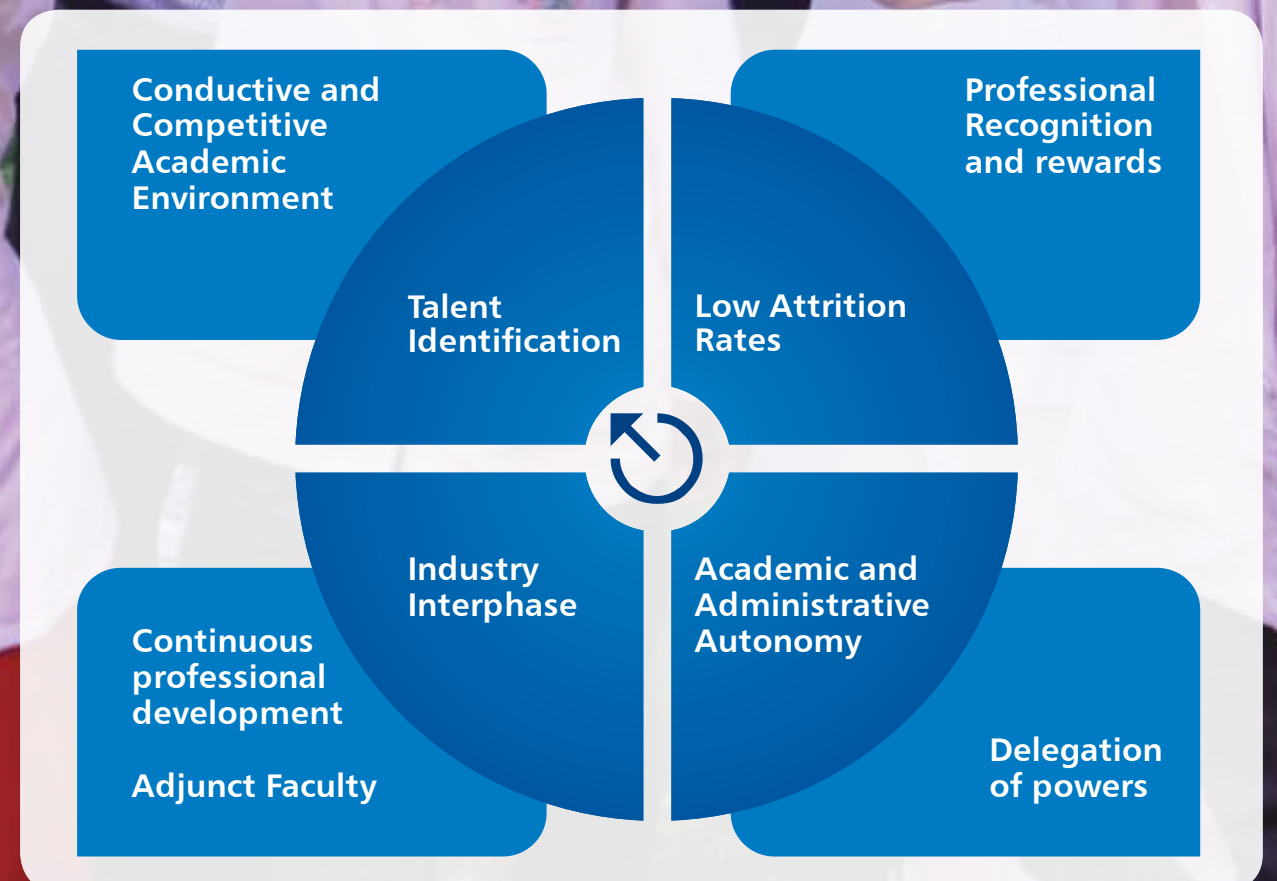 Conductive and
Competitive
Academic
Environment
Professional
Recognition
and rewards
Talent
Identification
Low Attrition
Rates
Industry
Interphase
Academic and
Administrative
Autonomy
Continuous
professional
development
Adjunct Faculty
Delegation
of powers